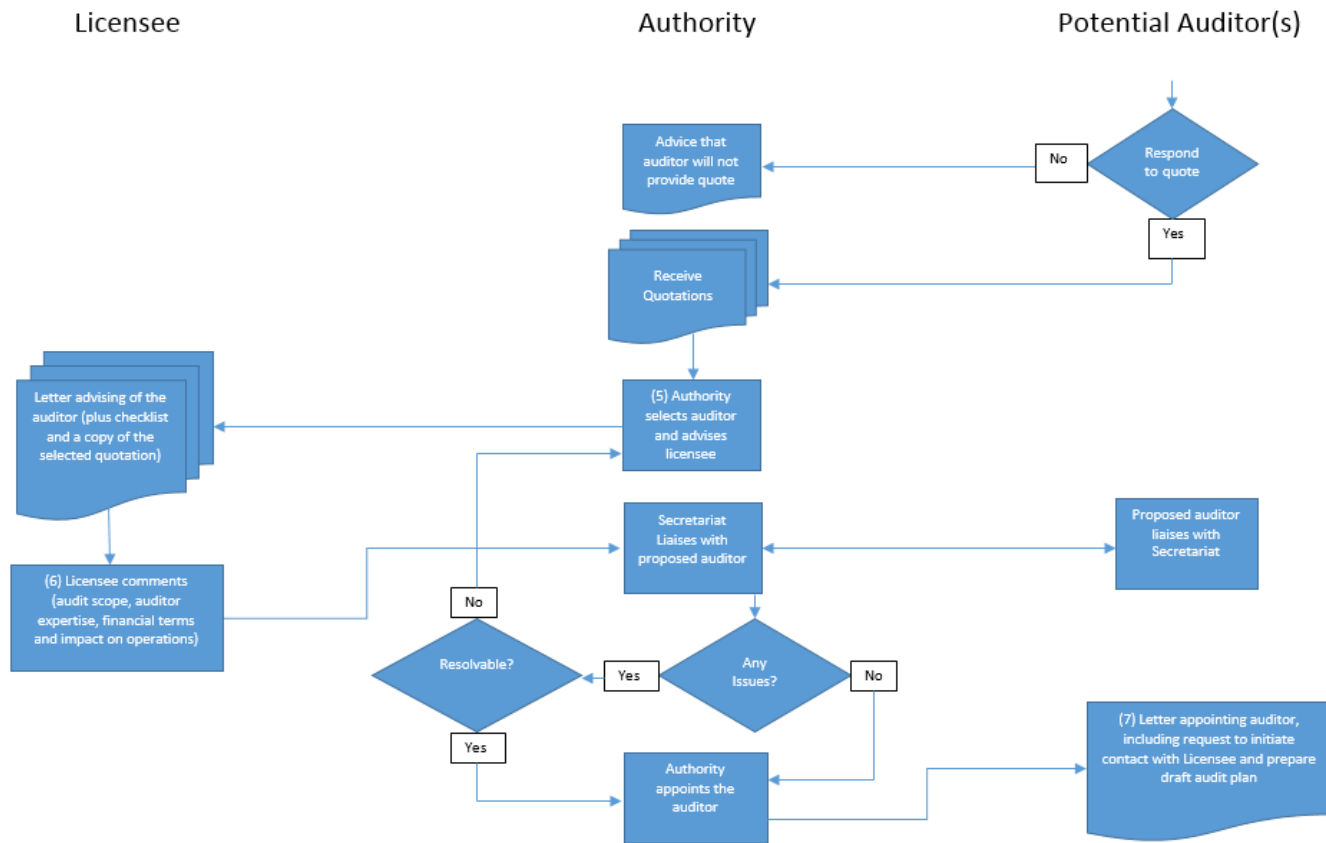 Licensee
Authority
Potential Auditor(s)
Advice that
auditor will not
provide quote
No
Respond
to quote
Yes
Receive
Quotations
Letter advising of the
auditor (plus checklist
and a copy of the
selected quotation)
(5) Authority
selects auditor
and advises
licensee
Secretariat
Liaises with
proposed auditor
Proposed auditor
liaises with
Secretariat
(6) Licensee comments
(audit scope, auditor
expertise, financial terms
and impact on operations)
No
Resolvable?
Yes
Any
Issues?
No
Yes
Authority
appoints the
auditor
(7) Letter appointing auditor,
including request to initiate
contact with Licensee and prepare
draft audit plan